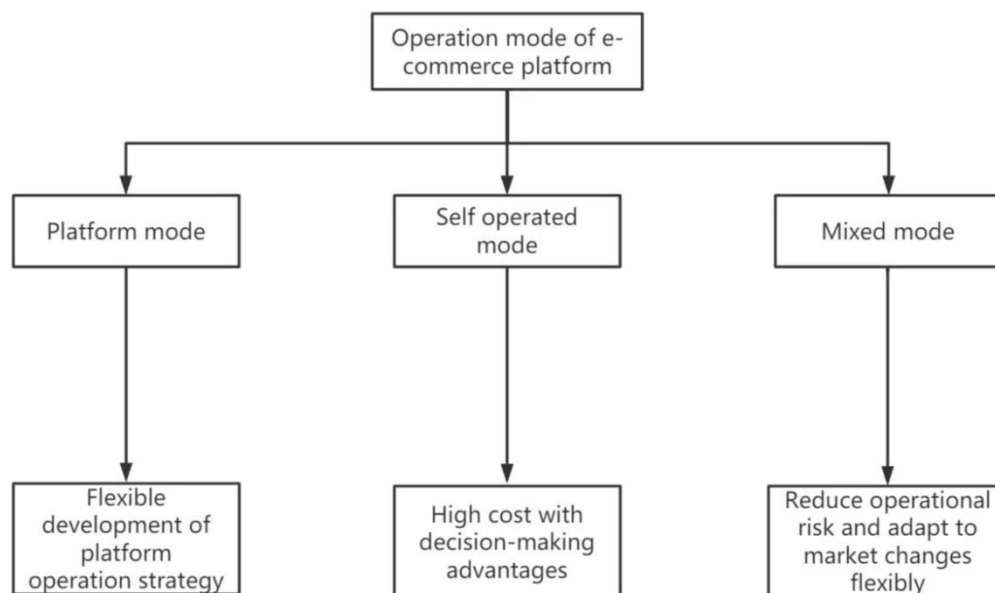 Operation mode of e-
commerce platform
Platform mode
Self operated
mode
Mixed mode
Flexible
development of
platform
operation strategy
High cost with
decision-making
advantages
Reduce operational
risk and adapt to
market changes
flexibly